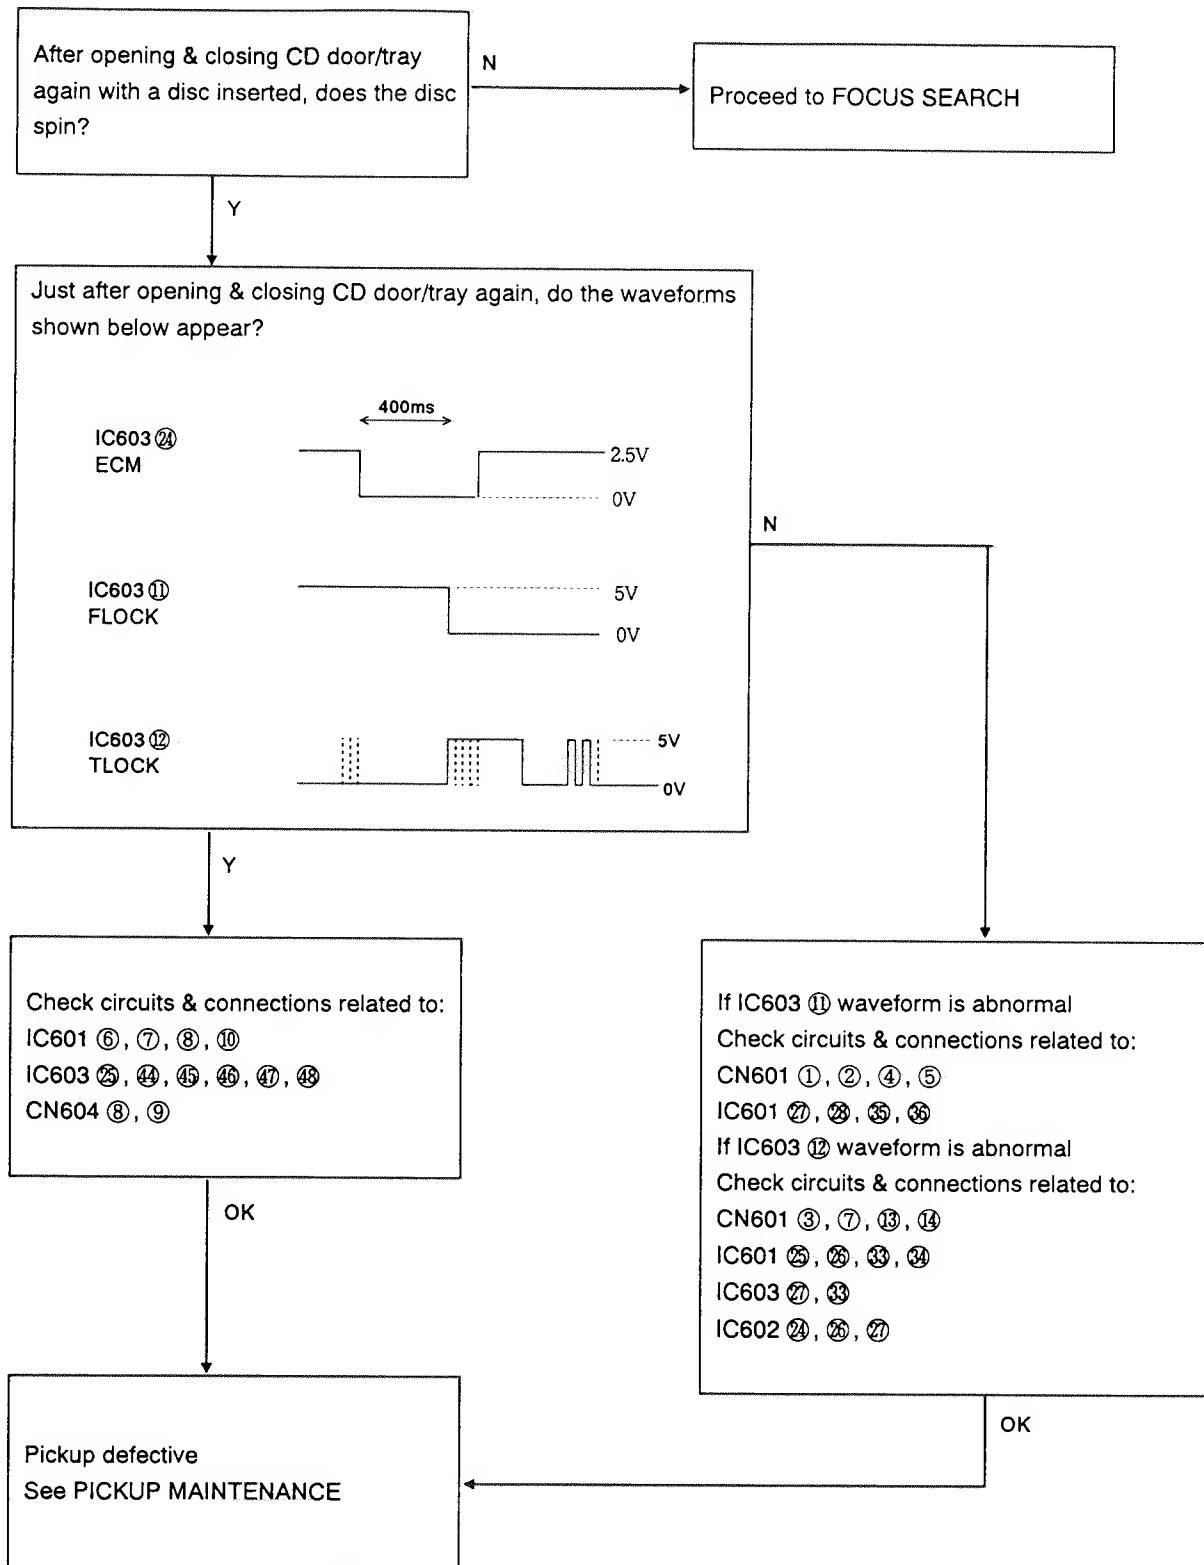 After opening & closing CD door/tray
again with a disc inserted, does the disc
spin?
N
Proceed to FOCUS SEARCH
Y
Just after opening & closing CD door/tray again, do the waveforms
shown below appear?
400ms
IC603 ㉔
ECM
2.5V
0V
N
IC603 ⑪
FLOCK
5V
0V
IC603 ⑫
TLOCK
5V
0V
Y
Check circuits & connections related to:
IC601 ⑥, ⑦, ⑧, ⑩
IC603 ㉕, ㊹, ㊺, ㊻, ㊼, ㊽
CN604 ⑧, ⑨
If IC603 ⑪ waveform is abnormal
Check circuits & connections related to:
CN601 ①, ②, ④, ⑤
IC601 ㉗, ㉘, ㉟, ㊱
If IC603 ⑫ waveform is abnormal
Check circuits & connections related to:
CN601 ③, ⑦, ⑬, ⑭
IC601 ㉕, ㉖, ㉝, ㉞
IC603 ㉗, ㉝
IC602 ㉔, ㉖, ㉗
OK
OK
Pickup defective
See PICKUP MAINTENANCE